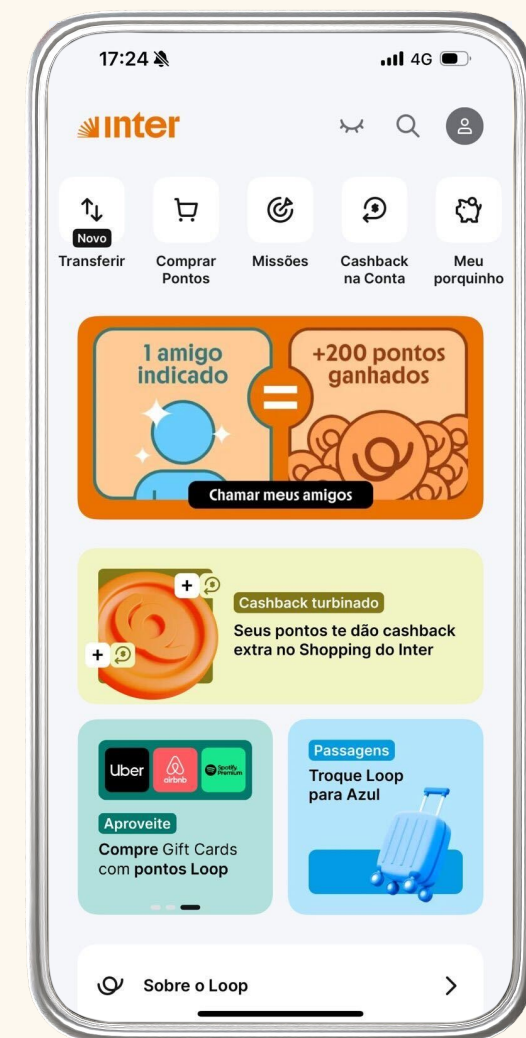 17:24
4G
inter
Novo
Transferir
Comprar
Pontos
Missões
Cashback
na Conta
Meu
porquinho
1 amigo
indicado
=
+200 pontos
ganhados
Chamar meus amigos
+
+
Cashback turbinado
Seus pontos te dão cashback
extra no Shopping do Inter
Uber
airbnb
Spotify
Premium
Aproveite
Compre Gift Cards
com pontos Loop
Passagens
Troque Loop
para Azul
Sobre o Loop